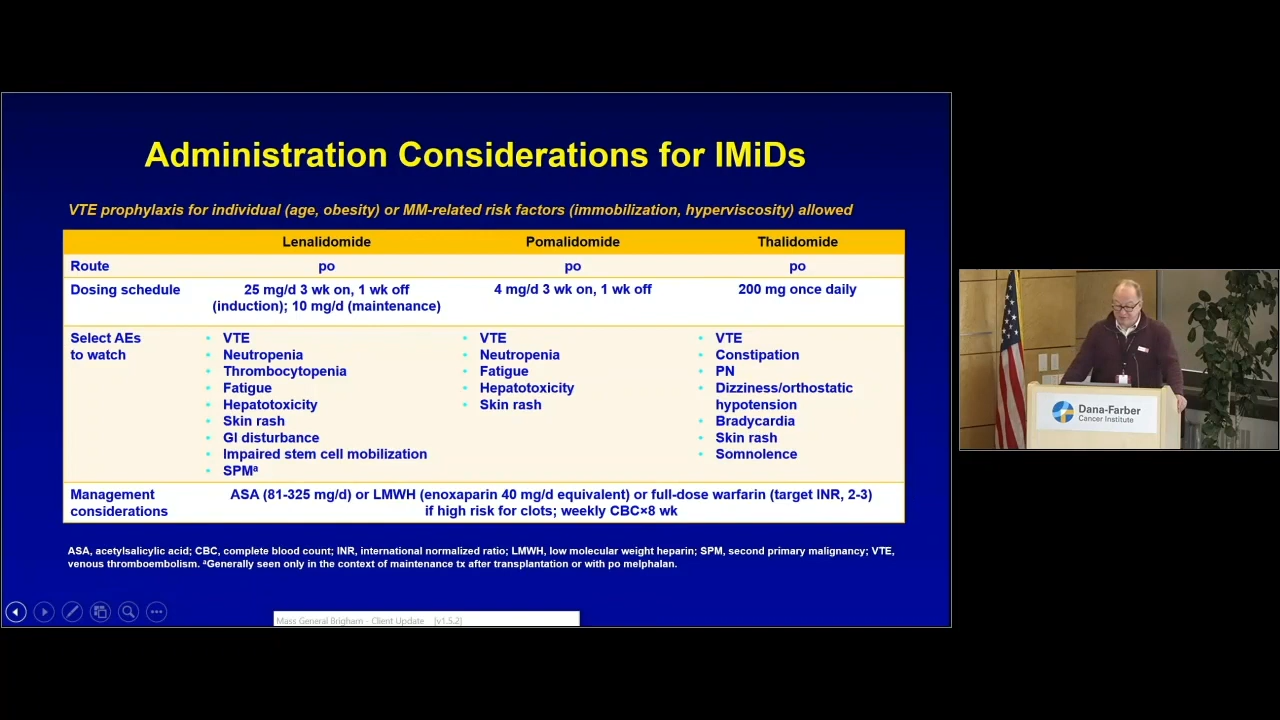 Administration Considerations for IMiDs
VTE prophylaxis for individual (age, obesity) or MM-related risk factors (immobilization, hyperviscosity) allowed
Lenalidomide Pomalidomide Thalidomide
Route po po po
Dosing schedule 25 mg/d 3 wk on, 1 wk off 4 mg/d 3 wk on, 1 wk off 200 mg once daily
(induction); 10 mg/d (maintenance)
Select AEs
to watch
• VTE
• Neutropenia
• Thrombocytopenia
• Fatigue
• Hepatotoxicity
• Skin rash
• GI disturbance
• Impaired stem cell mobilization
• SPMª
• VTE
• Neutropenia
• Fatigue
• Hepatotoxicity
• Skin rash
• VTE
• Constipation
• PN
• Dizziness/orthostatic
hypotension
• Bradycardia
• Skin rash
• Somnolence
Management
considerations
ASA (81-325 mg/d) or LMWH (enoxaparin 40 mg/d equivalent) or full-dose warfarin (target INR, 2-3)
if high risk for clots; weekly CBC×8 wk
ASA, acetylsalicylic acid; CBC, complete blood count; INR, international normalized ratio; LMWH, low molecular weight heparin; SPM, second primary malignancy; VTE,
venous thromboembolism. ªGenerally seen only in the context of maintenance tx after transplantation or with po melphalan.
Mass General Brigham - Client Update [v1.5.2]
Dana-Farber
Cancer Institute